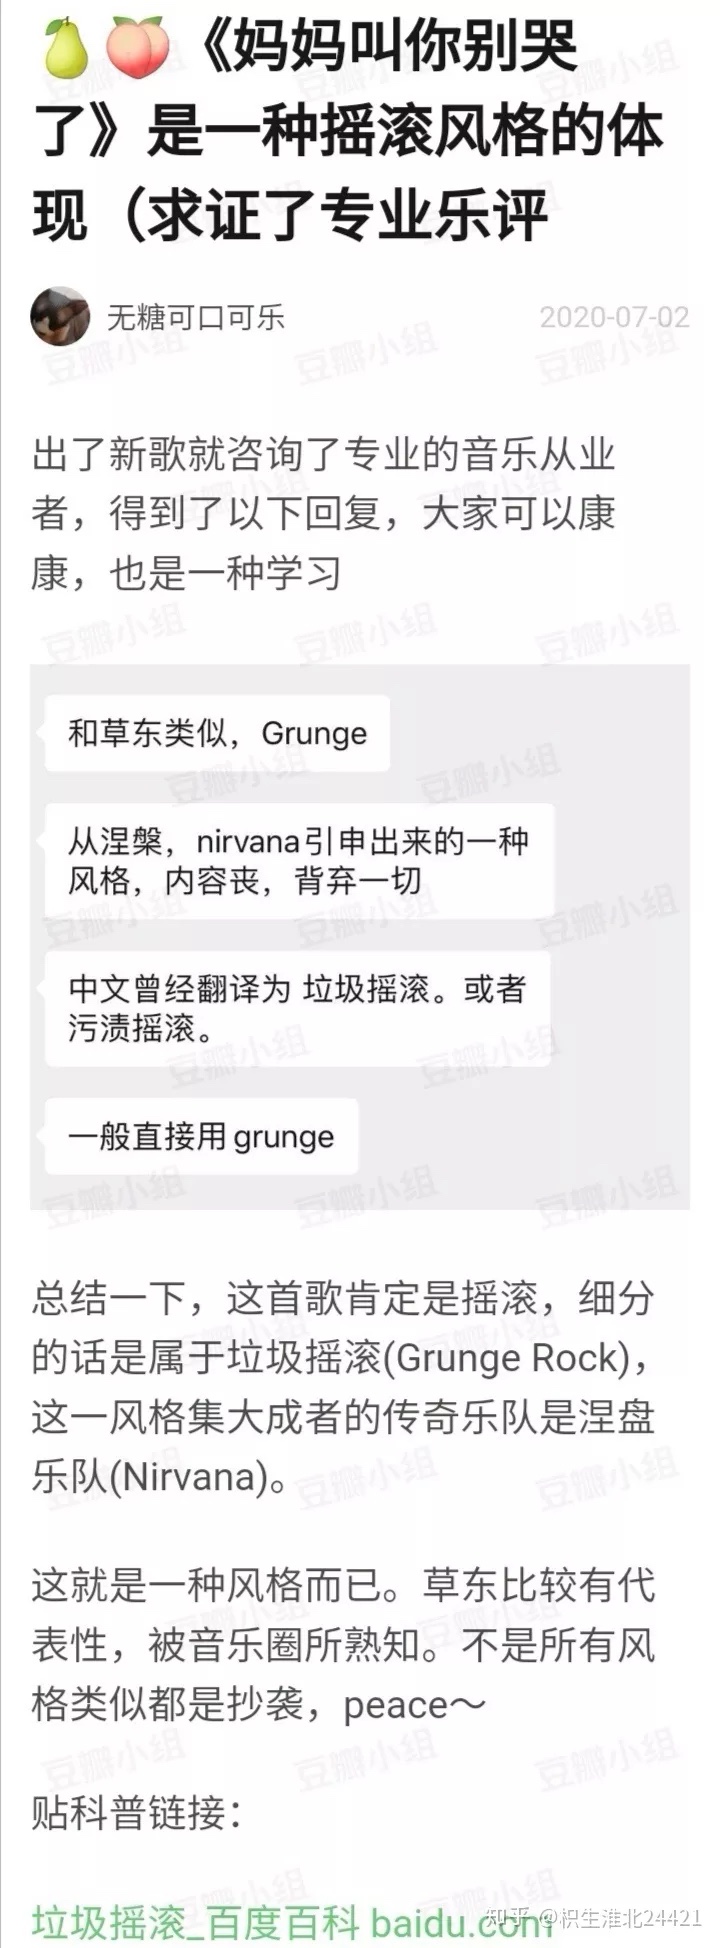 🍐🍑《妈妈叫你别哭
了》是一种摇滚风格的体
现（求证了专业乐评
无糖可口可乐
2020-07-02
出了新歌就咨询了专业的音乐从业
者，得到了以下回复，大家可以康
康，也是一种学习
和草东类似，Grunge
从涅槃，nirvana引申出来的一种
风格，内容丧，背弃一切
中文曾经翻译为 垃圾摇滚。或者
污渍摇滚。
一般直接用grunge
总结一下，这首歌肯定是摇滚，细分
的话是属于垃圾摇滚(Grunge Rock)，
这一风格集大成者的传奇乐队是涅盘
乐队(Nirvana)。
这就是一种风格而已。草东比较有代
表性，被音乐圈所熟知。不是所有风
格类似都是抄袭，peace～
贴科普链接：
垃圾摇滚_百度百科 baidu.com
知乎 @枳生淮北24421
豆瓣小组